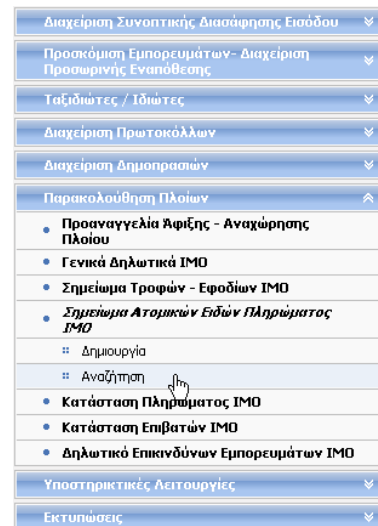 Διαχείριση Συνοπτικής Διασάφησης Εισόδου
Προσκόμιση Εμπορευμάτων- Διαχείριση
Προσωρινής Εναπόθεσης
Ταξιδιώτες / Ιδιώτες
Διαχείριση Πρωτοκόλλων
Διαχείριση Δημοπρασιών
Παρακολούθηση Πλοίων
Προαναγγελία Άφιξης - Αναχώρησης
Πλοίου
Γενικά Δηλωτικά IMO
Σημείωμα Τροφών - Εφοδίων IMO
Σημείωμα Ατομικών Ειδών Πληρώματος
IMO
Δημιουργία
Αναζήτηση
Κατάσταση Πληρώματος IMO
Κατάσταση Επιβατών IMO
Δηλωτικό Επικινδύνων Εμπορευμάτων IMO
Υποστηρικτικές Λειτουργίες
Εκτυπώσεις